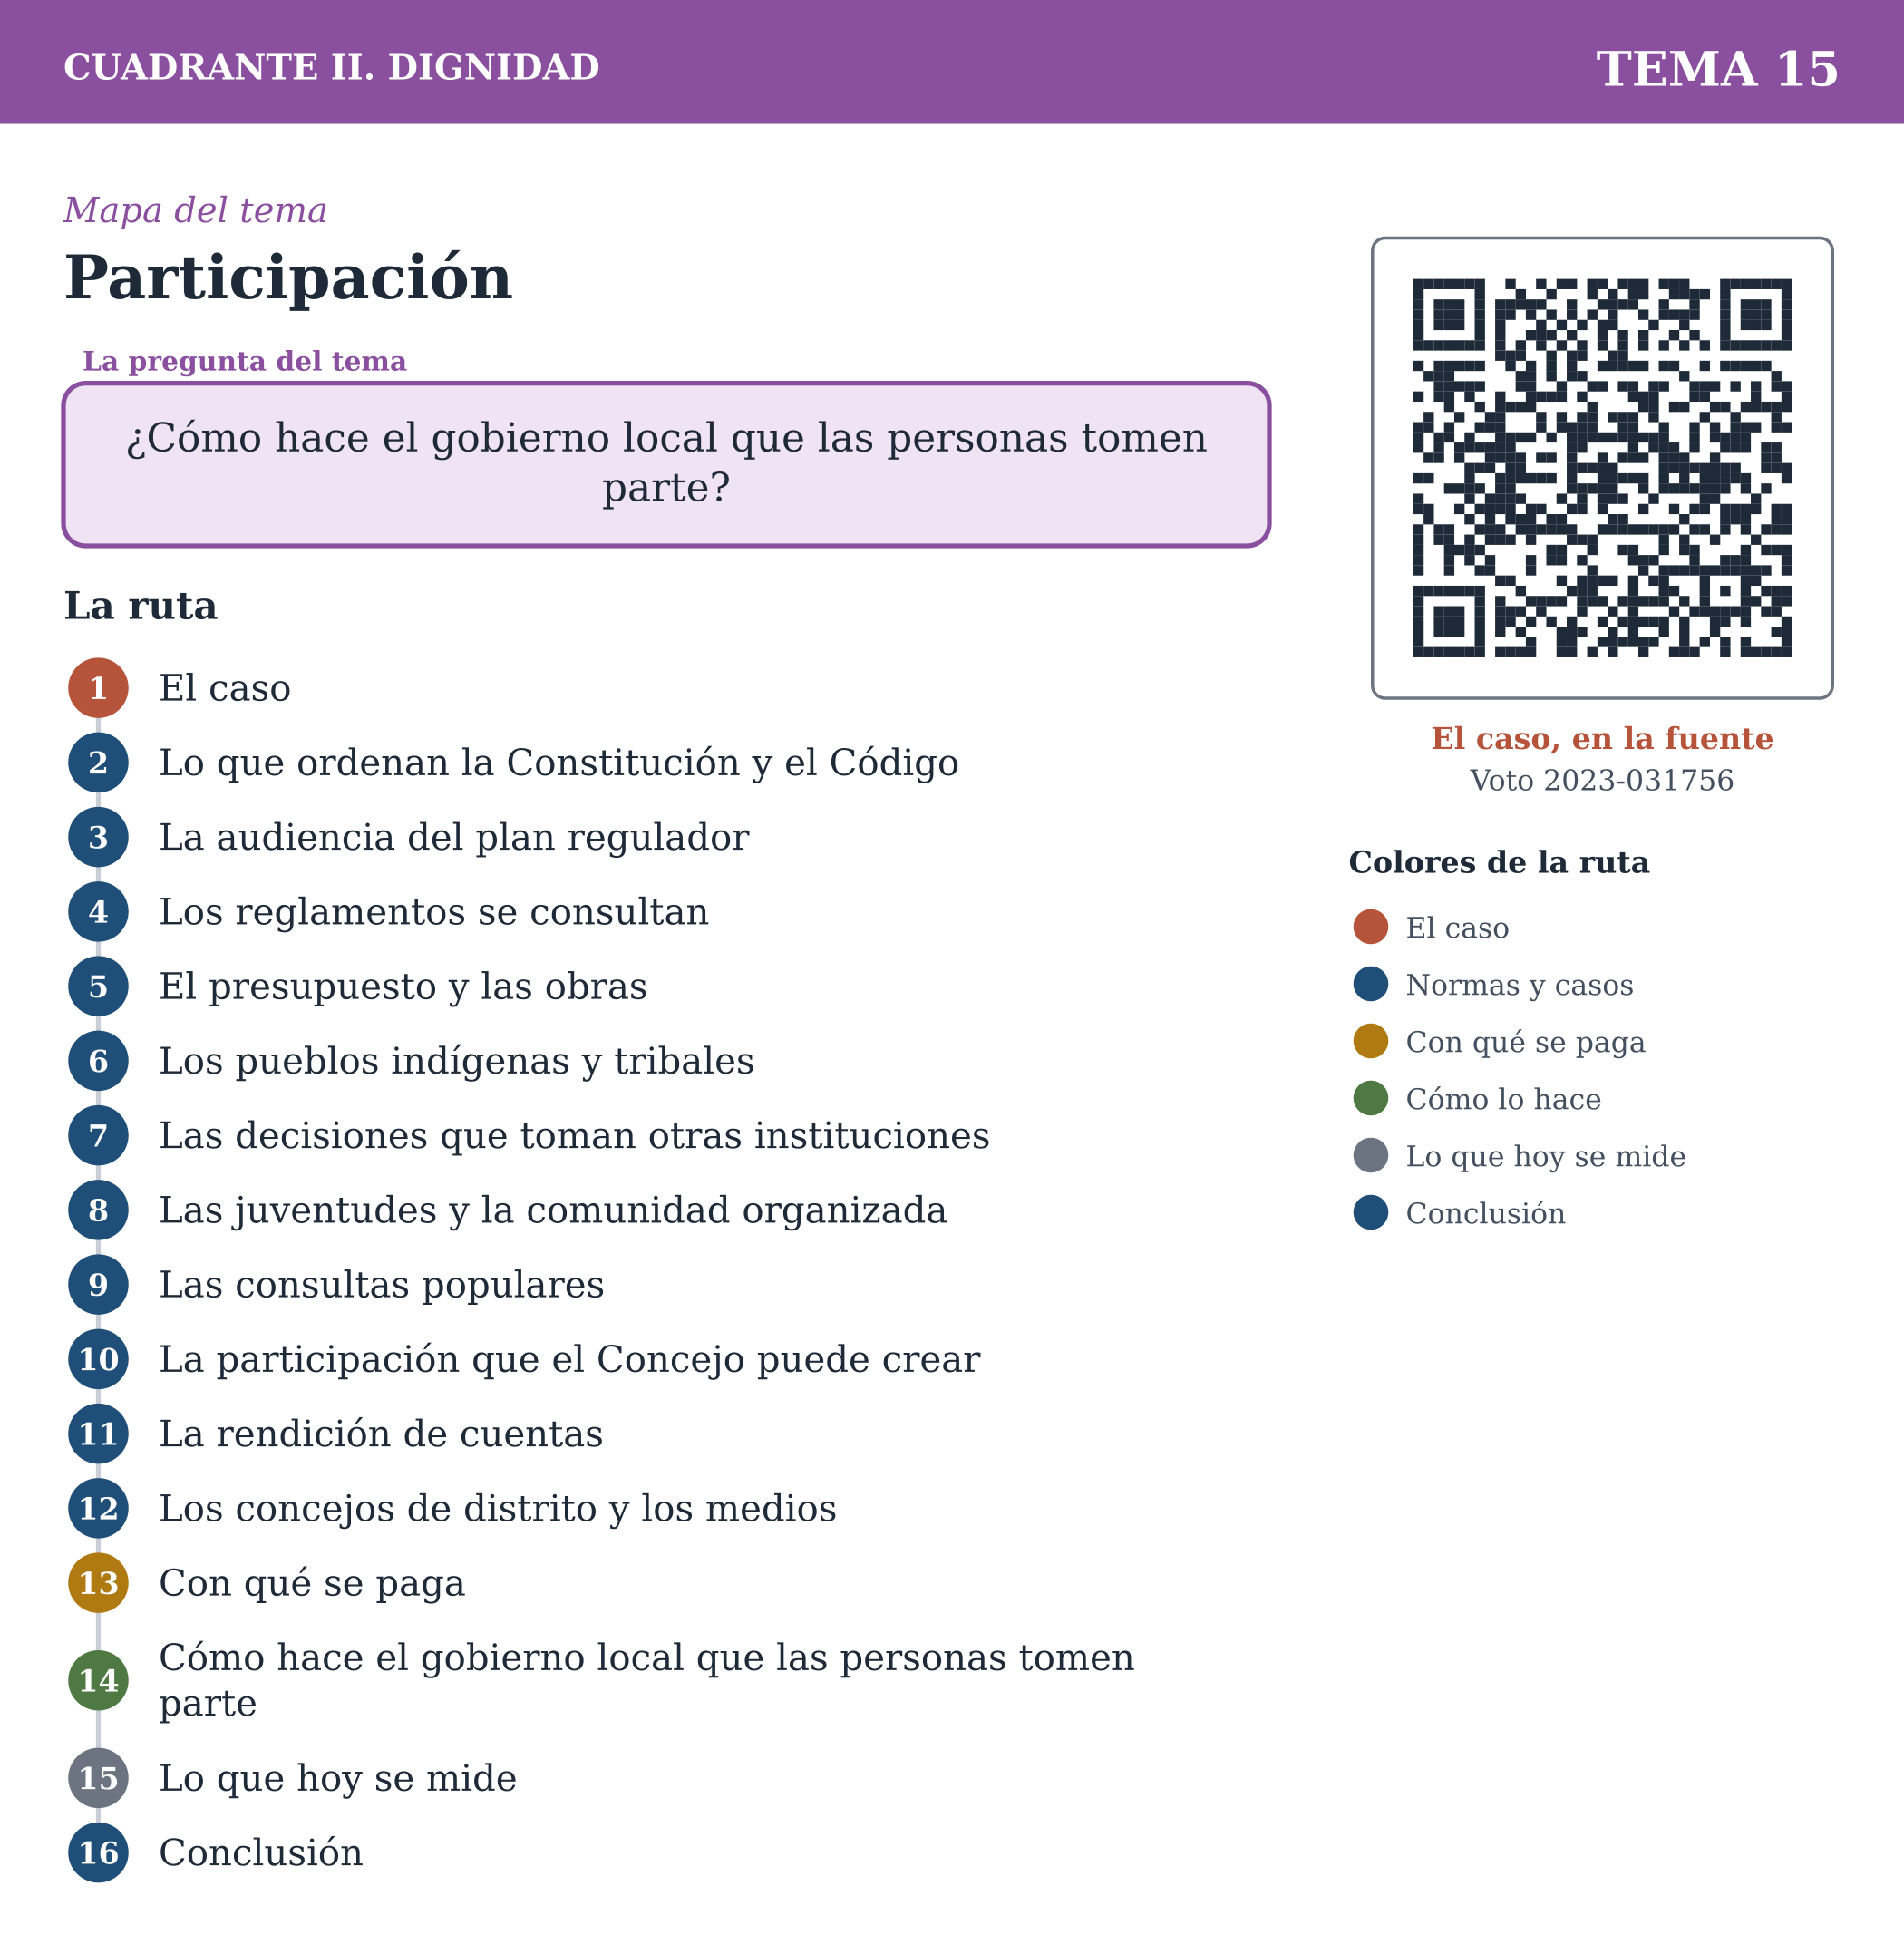 CUADRANTE II. DIGNIDAD
TEMA 15
Mapa del tema
Participación
La pregunta del tema
¿Cómo hace el gobierno local que las personas tomen
parte?
La ruta
1 El caso
2 Lo que ordenan la Constitución y el Código
3 La audiencia del plan regulador
4 Los reglamentos se consultan
5 El presupuesto y las obras
6 Los pueblos indígenas y tribales
7 Las decisiones que toman otras instituciones
8 Las juventudes y la comunidad organizada
9 Las consultas populares
10 La participación que el Concejo puede crear
11 La rendición de cuentas
12 Los concejos de distrito y los medios
13 Con qué se paga
14 Cómo hace el gobierno local que las personas tomen
parte
15 Lo que hoy se mide
16 Conclusión
El caso, en la fuente
Voto 2023-031756
Colores de la ruta
El caso
Normas y casos
Con qué se paga
Cómo lo hace
Lo que hoy se mide
Conclusión